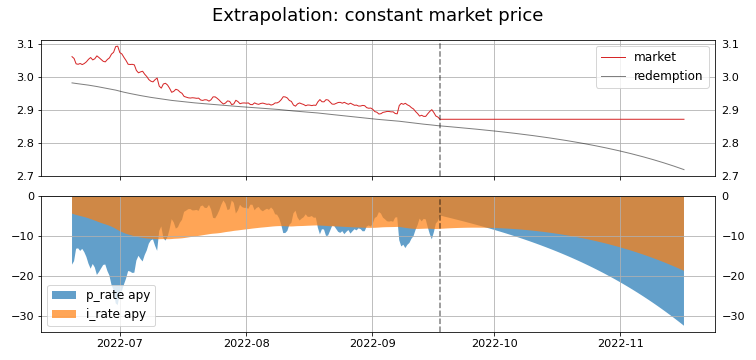 Extrapolation: constant market price
3.1 3.1
market
redemption
3.0 3.0
2.9 2.9
2.8 2.8
2.7 2.7
0 0
−10 −10
−20 −20
p_rate apy
i_rate apy
−30 −30
2022-07 2022-08 2022-09 2022-10 2022-11